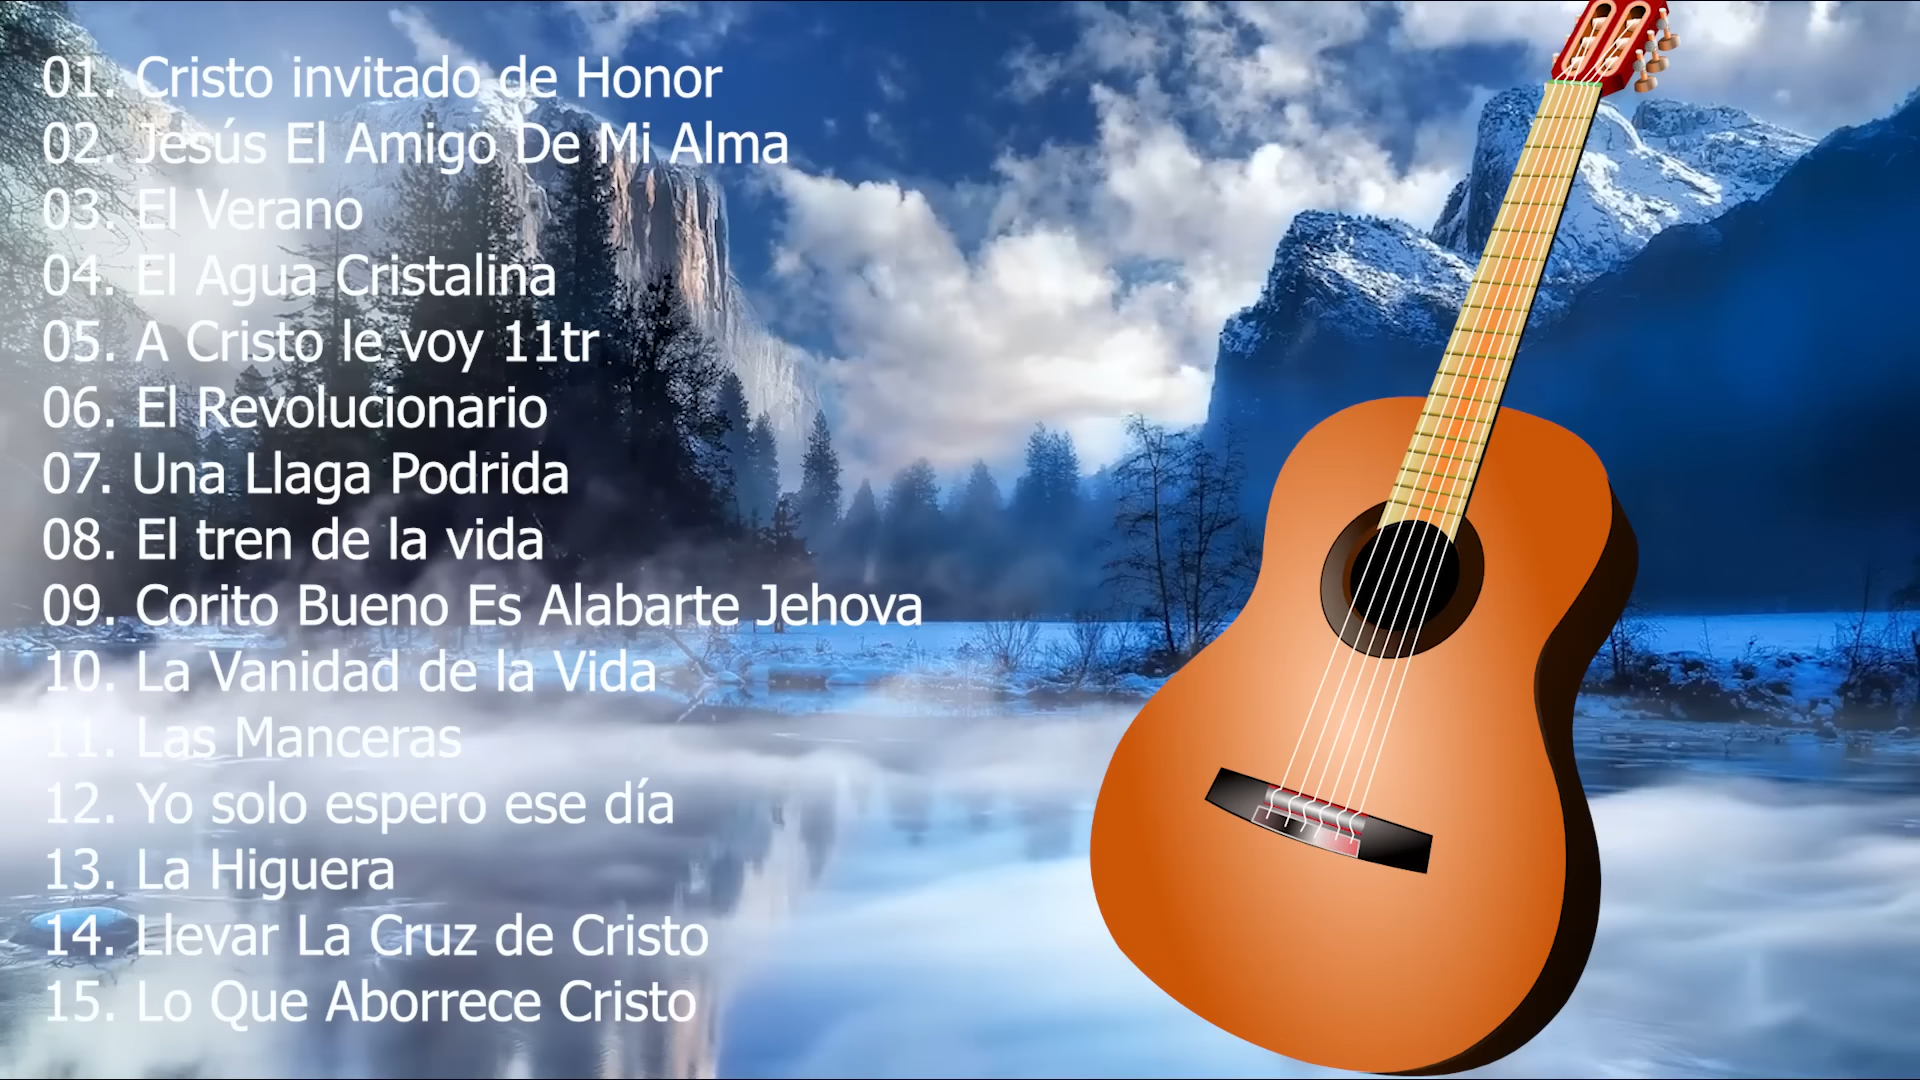 01. Cristo invitado de Honor
02. Jesús El Amigo De Mi Alma
03. El Verano
04. El Agua Cristalina
05. A Cristo le voy 11tr
06. El Revolucionario
07. Una Llaga Podrida
08. El tren de la vida
09. Corito Bueno Es Alabarte Jehova
10. La Vanidad de la Vida
11. Las Manceras
12. Yo solo espero ese día
13. La Higuera
14. Llevar La Cruz de Cristo
15. Lo Que Aborrece Cristo